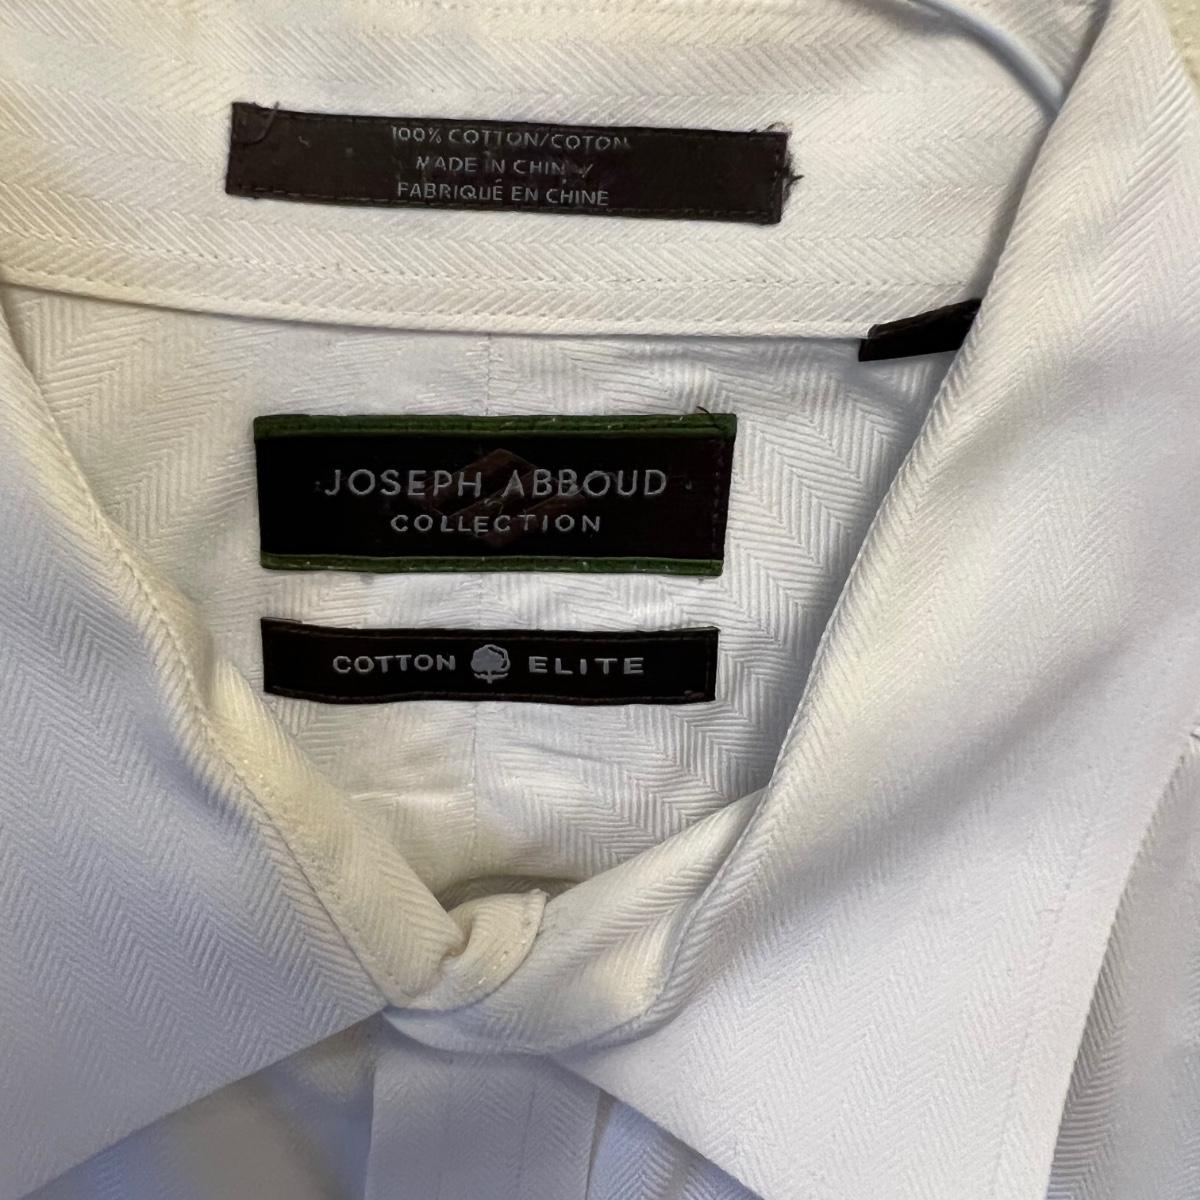 100% COTTON/COTON
MADE IN CHINA
FABRIQUÉ EN CHINE
JOSEPH ABBOUD
COLLECTION
COTTON ELITE